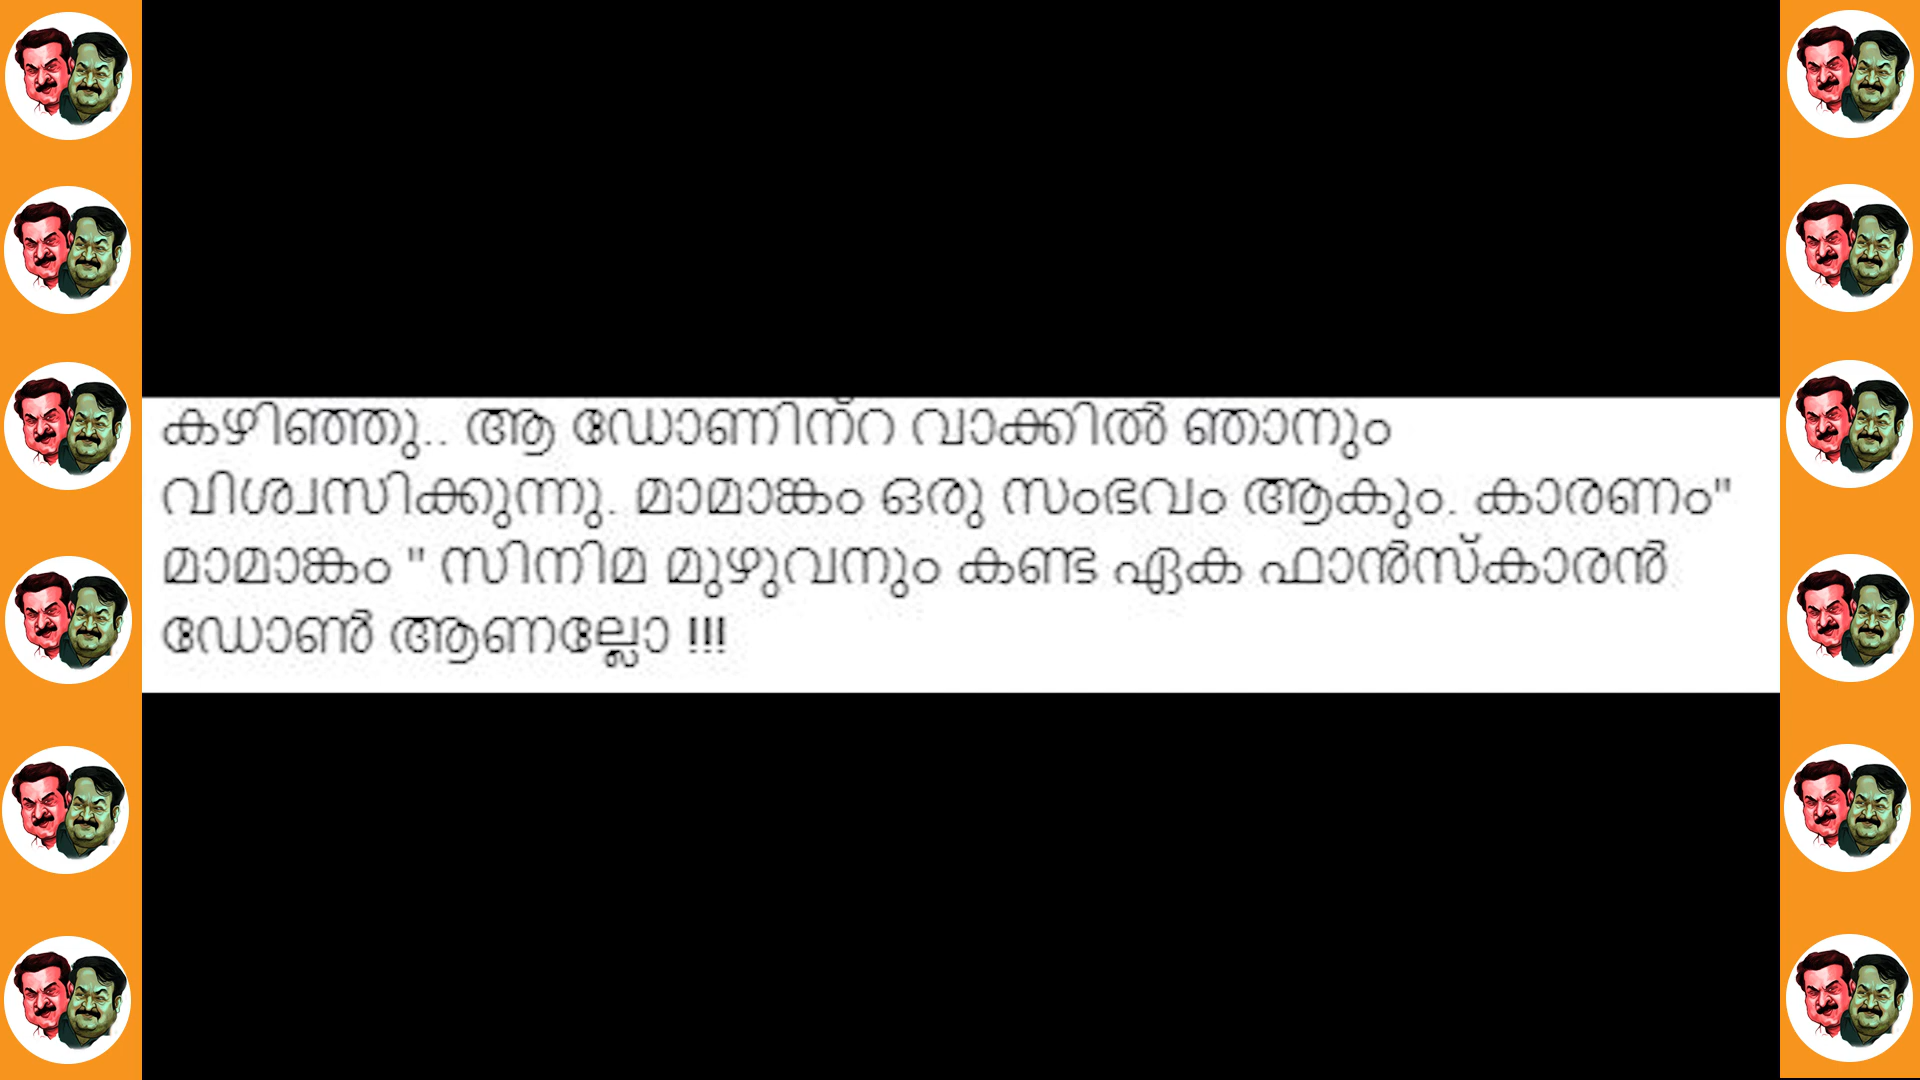 കഴിഞ്ഞു.. ആ ഡോണിന്റ വാക്കിൽ ഞാനും
വിശ്വസിക്കുന്നു. മാമാങ്കം ഒരു സംഭവം ആകും. കാരണം"
മാമാങ്കം " സിനിമ മുഴുവനും കണ്ട ഏക ഫാൻസ്കാരൻ
ഡോൺ ആണല്ലോ !!!